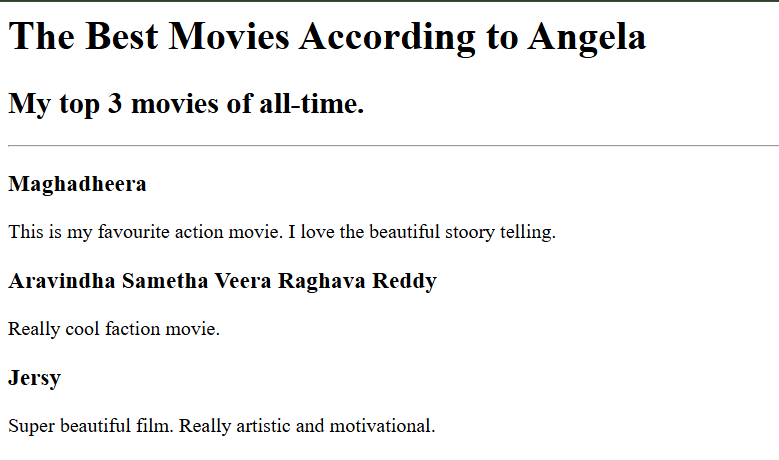 The Best Movies According to Angela
My top 3 movies of all-time.
Maghadheera
This is my favourite action movie. I love the beautiful stoory telling.
Aravindha Sametha Veera Raghava Reddy
Really cool faction movie.
Jersy
Super beautiful film. Really artistic and motivational.